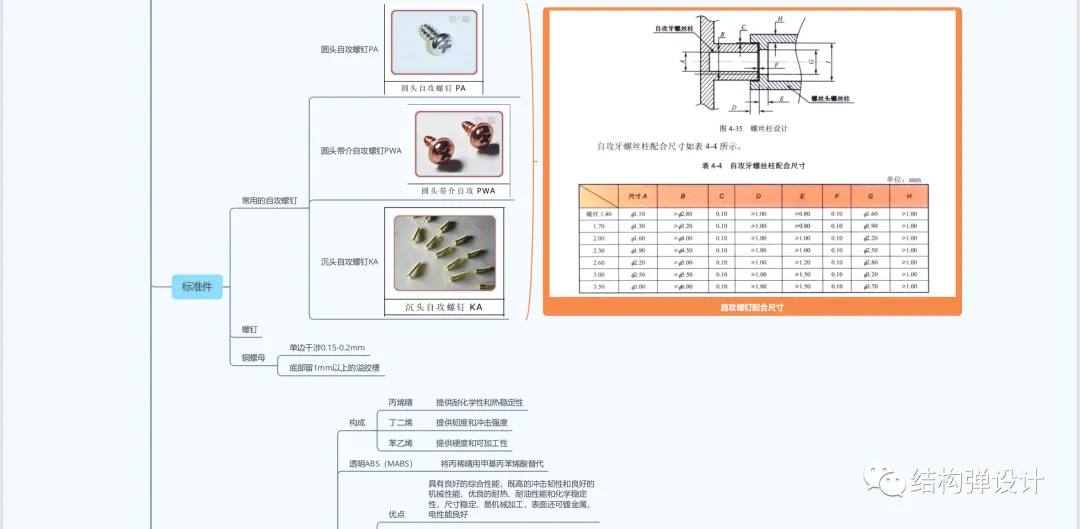 圆头自攻螺钉PA
圆头自攻螺钉 PA
圆头带介自攻螺钉PWA
圆头带介自攻 PWA
常用的自攻螺钉
沉头自攻螺钉KA
沉头自攻螺钉 KA
标准件
螺钉
铜螺母
单边干涉0.15-0.2mm
底部留1mm以上的溢胶槽
自攻牙螺丝柱
A
B
C
D
E
F
G
H
I
螺丝头螺丝柱
图 4-35 螺丝柱设计
自攻牙螺丝柱配合尺寸如表 4-4 所示。
表 4-4 自攻牙螺丝柱配合尺寸
单位：mm
尺寸 A B C D E F G H
螺丝 1.40 φ1.10 ≥φ2.80 0.10 ≥1.00 ≥0.80 0.10 φ1.60 ≥1.00
1.70 φ1.30 ≥φ3.20 0.10 ≥1.00 ≥0.80 0.10 φ1.90 ≥1.00
2.00 φ1.60 ≥φ4.00 0.10 ≥1.00 ≥1.00 0.10 φ2.20 ≥1.00
2.30 φ1.90 ≥φ4.50 0.10 ≥1.00 ≥1.00 0.10 φ2.50 ≥1.00
2.60 φ2.20 ≥φ5.00 0.10 ≥1.00 ≥1.20 0.10 φ2.80 ≥1.00
3.00 φ2.50 ≥φ5.50 0.10 ≥1.00 ≥1.50 0.10 φ3.20 ≥1.00
3.50 φ3.00 ≥φ6.00 0.10 ≥1.00 ≥1.50 0.10 φ3.70 ≥1.00
自攻螺钉配合尺寸
构成
丙烯腈 提供耐化学性和热稳定性
丁二烯 提供韧度和冲击强度
苯乙烯 提供硬度和可加工性
透明ABS（MABS） 将丙稀腈用甲基丙苯烯酸替代
优点
具有良好的综合性能，既高的冲击韧性和良好的
机械性能，优良的耐热、耐油性能和化学稳定
性，尺寸稳定、易机械加工，表面还可镀金属，
电性能良好
结构弹设计